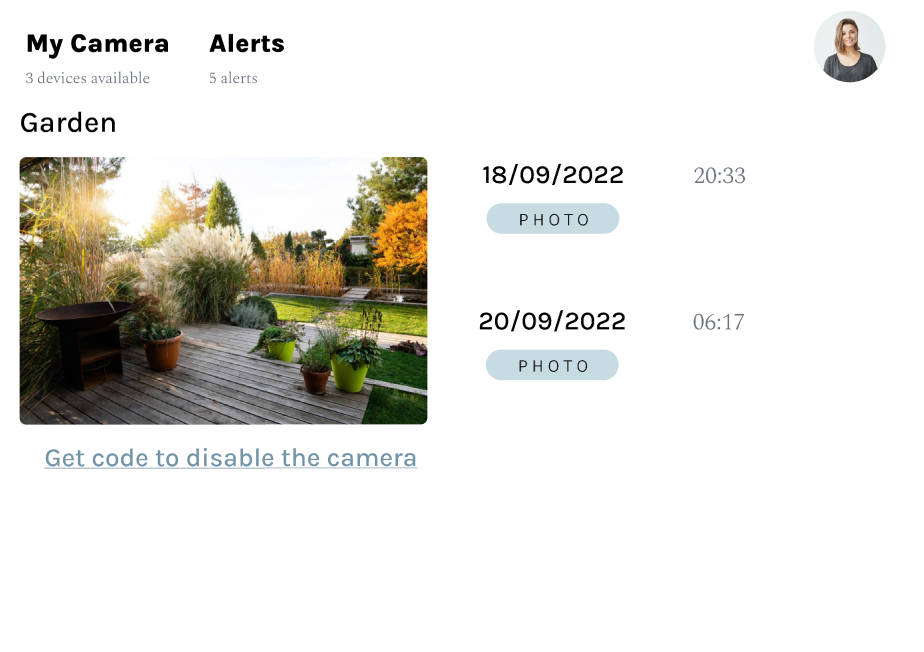 My Camera
Alerts
3 devices available
5 alerts
Garden
18/09/2022
20:33
PHOTO
20/09/2022
06:17
PHOTO
Get code to disable the camera